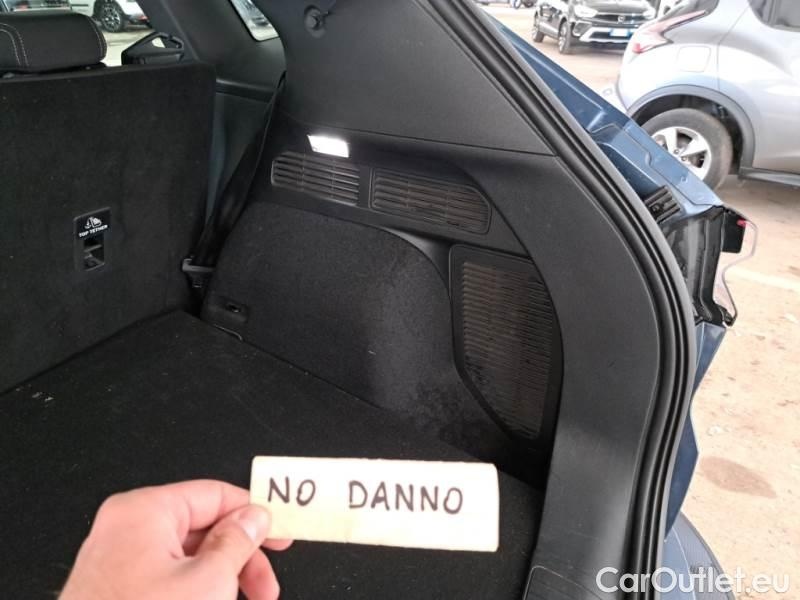 TOP TETHER
NO DANNO
CarOutlet.eu